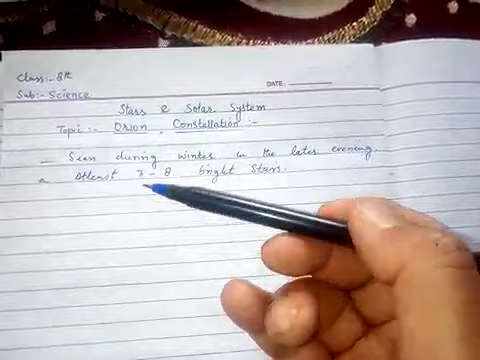 Class:- 8th
Sub:- Science
DATE:
Stars & Solar System
Topic :- Orion Constellation :-
Seen during winter in the later evening.
Atleast 7 - 8 bright Stars.